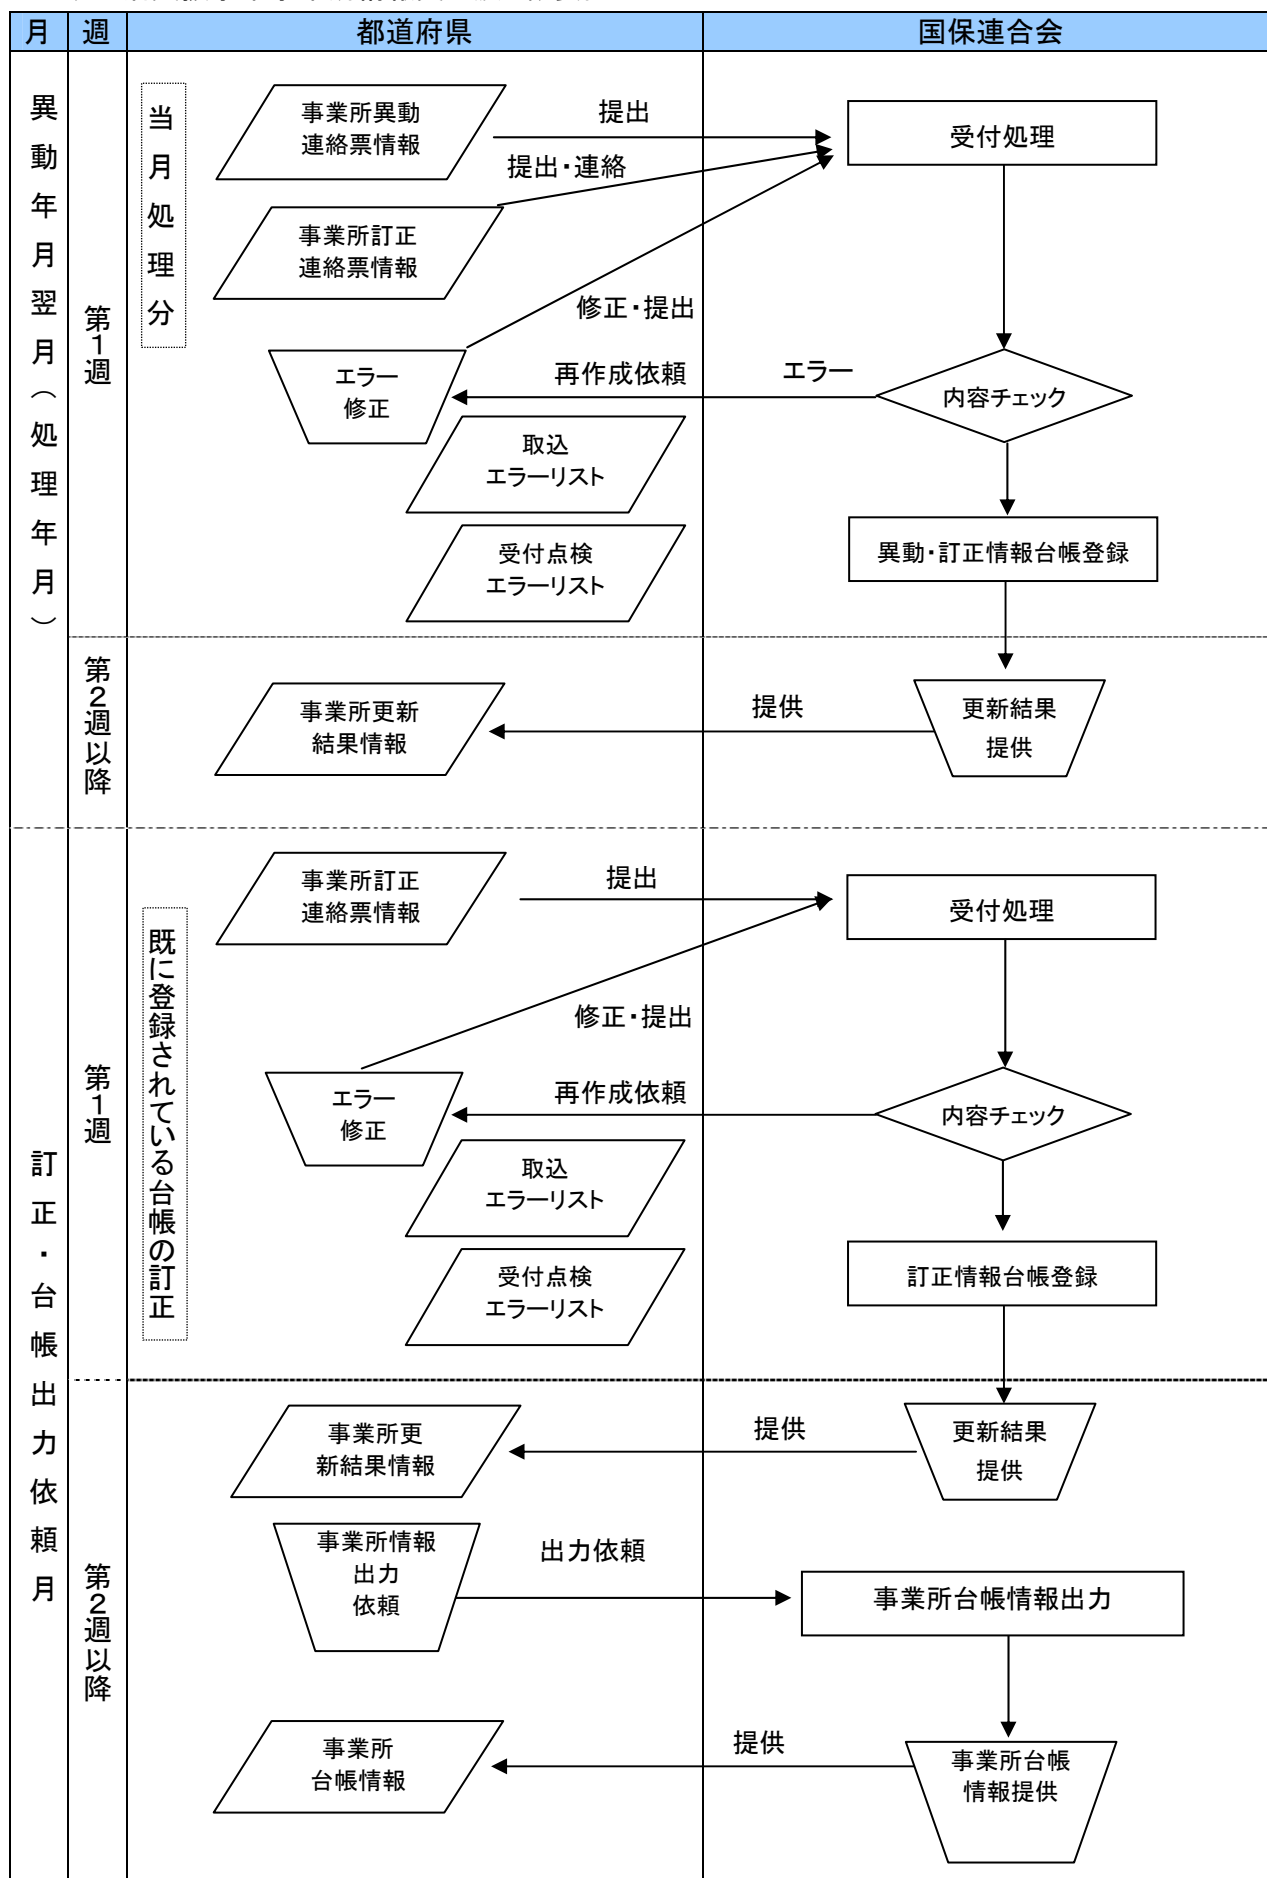 月 週 都道府県 国保連合会
異動年月翌月（処理年月）
第1週
当月処理分
事業所異動
連絡票情報
提出
受付処理
提出・連絡
事業所訂正
連絡票情報
修正・提出
エラー
修正
再作成依頼
エラー
内容チェック
取込
エラーリスト
受付点検
エラーリスト
異動・訂正情報台帳登録
第2週以降
事業所更新
結果情報
提供
更新結果
提供
訂正・台帳出力依頼月
第1週
既に登録されている台帳の訂正
事業所訂正
連絡票情報
提出
受付処理
修正・提出
エラー
修正
再作成依頼
内容チェック
取込
エラーリスト
受付点検
エラーリスト
訂正情報台帳登録
第2週以降
事業所更
新結果情報
提供
更新結果
提供
事業所情報
出力
依頼
出力依頼
事業所台帳情報出力
事業所
台帳情報
提供
事業所台帳
情報提供